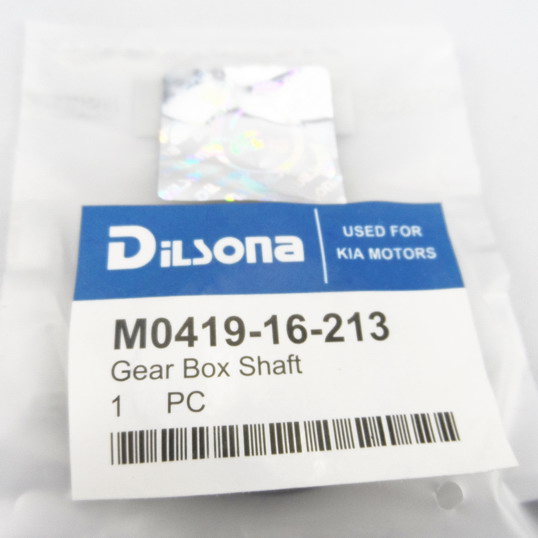 DILSONA
USED FOR
KIA MOTORS
M0419-16-213
Gear Box Shaft
1 PC